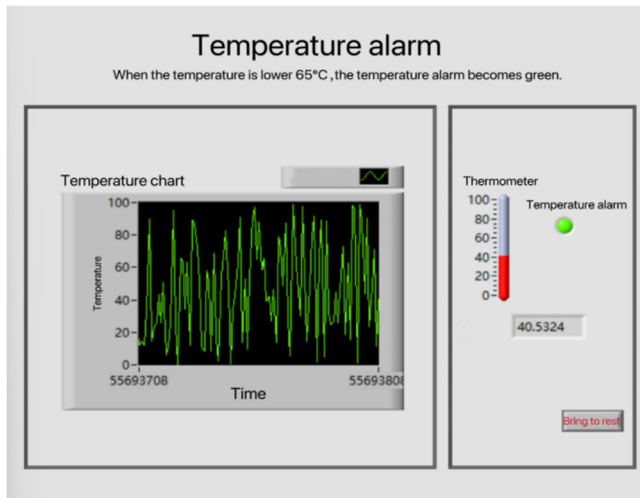 Temperature alarm
When the temperature is lower 65°C ,the temperature alarm becomes green.
Temperature chart
Temperature
100
80
60
40
20
0
55693708
55693808
Time
Thermometer
100
80
60
40
20
0
Temperature alarm
40.5324
Bring to rest